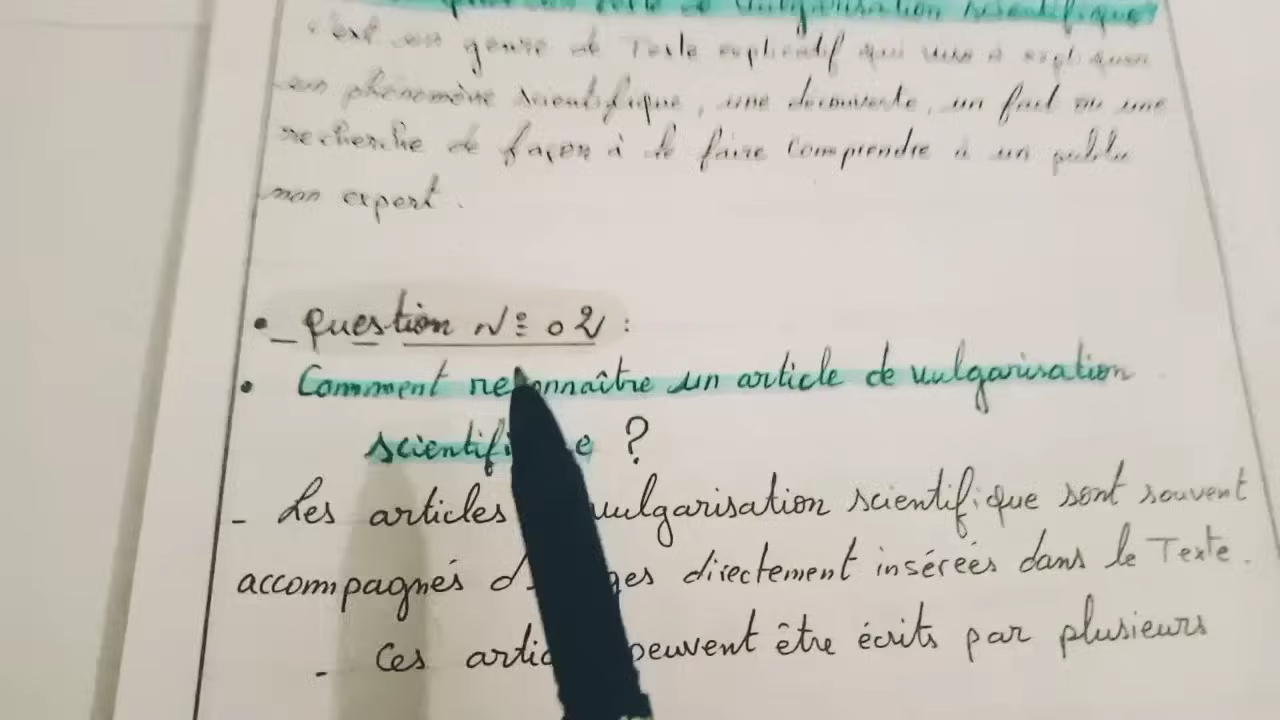 vulgarisation scientifique
c'est un genre de Texte explicatif qui vise à expliquer
un phénomène scientifique, une découverte, un fait ou une
recherche de façon à le faire comprendre à un public
non expert.
• _ Question N° 02 :
• Comment reconnaître un article de vulgarisation
scientifique ?
- Les articles vulgarisation scientifique sont souvent
accompagnés directement insérées dans le Texte.
- Ces peuvent être écrits par plusieurs